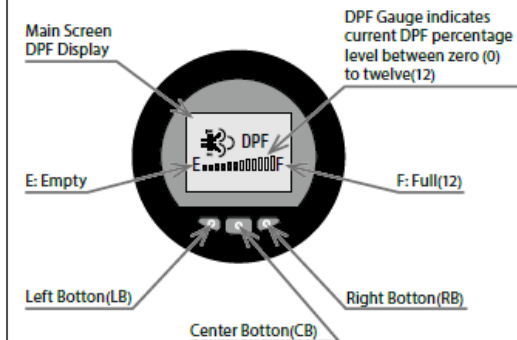 Main Screen
DPF Display
DPF Gauge indicates
current DPF percentage
level between zero (0)
to twelve(12)
DPF
E F
E: Empty
F: Full(12)
Left Botton(LB)
Right Botton(RB)
Center Botton(CB)